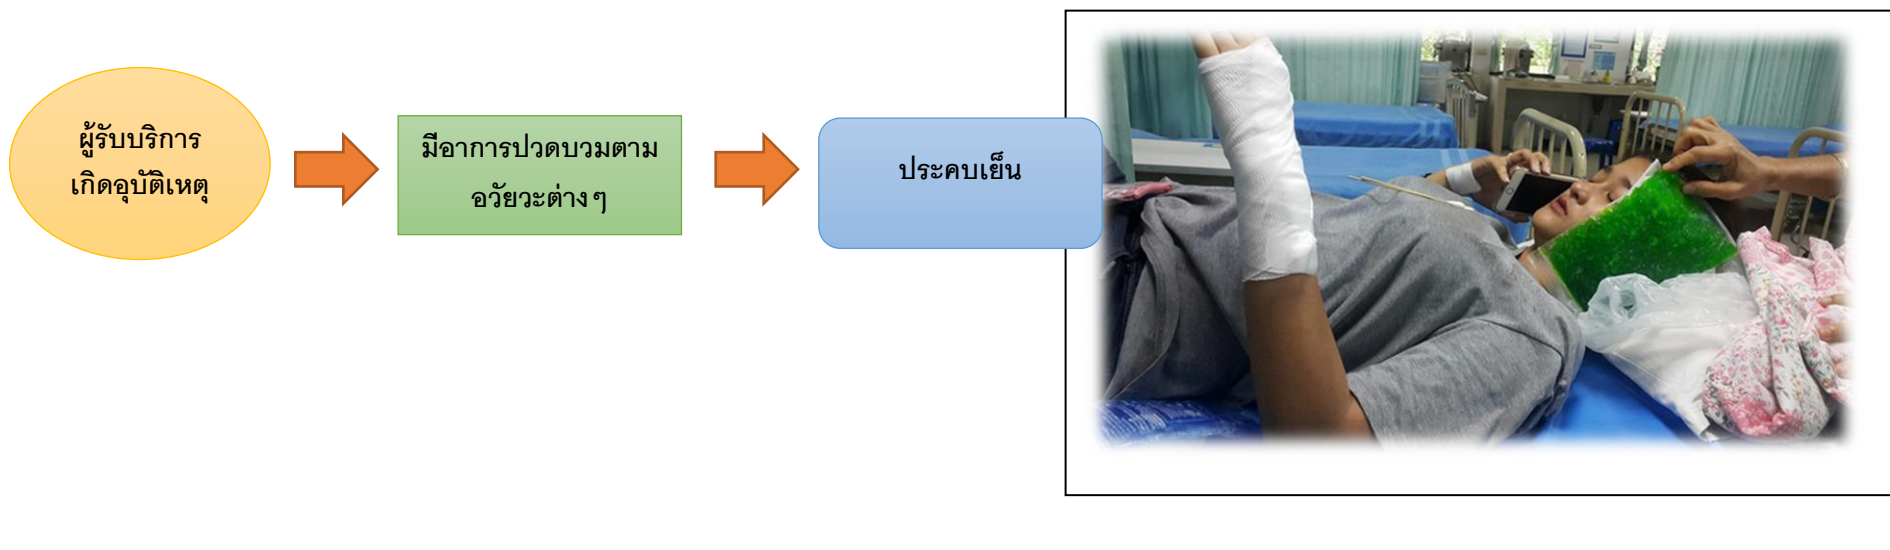 ผู้รับบริการ
เกิดอุบัติเหตุ
มีอาการปวดบวมตาม
อวัยวะต่างๆ
ประคบเย็น